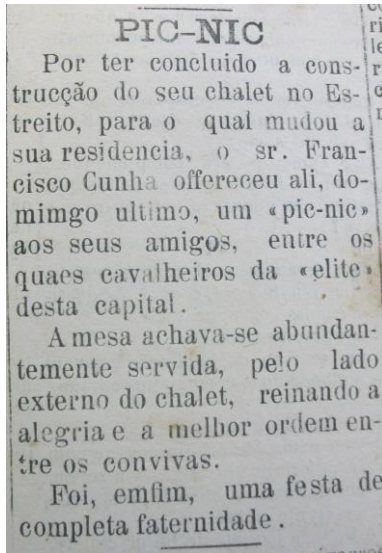 PIC-NIC
Por ter concluido a cons-
trucção do seu chalet no Es-
treito, para o qual mudou a
sua residencia, o sr. Fran-
cisco Cunha offereceu ali, do-
mimgo ultimo, um «pic-nic»
aos seus amigos, entre os
quaes cavalheiros da «elite»
desta capital.
A mesa achava-se abundan-
temente servida, pelo lado
externo do chalet, reinando a
alegria e a melhor ordem en-
tre os convivas.
Foi, emfim, uma festa de
completa faternidade.